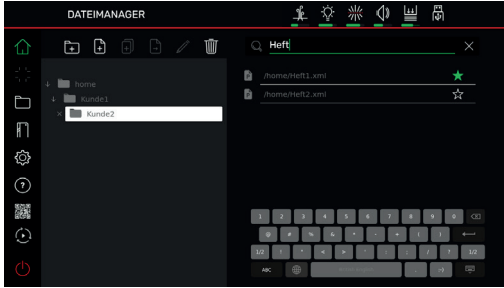 DATEIMANAGER
Heft
/home/Heft1.xml
/home/Heft2.xml
home
Kunde1
Kunde2
1 2 3 4 5 6 7 8 9 0
@ # % & * - + ( )
1/2 ! " < > ' : ; / ? 1/2
ABC . :-)